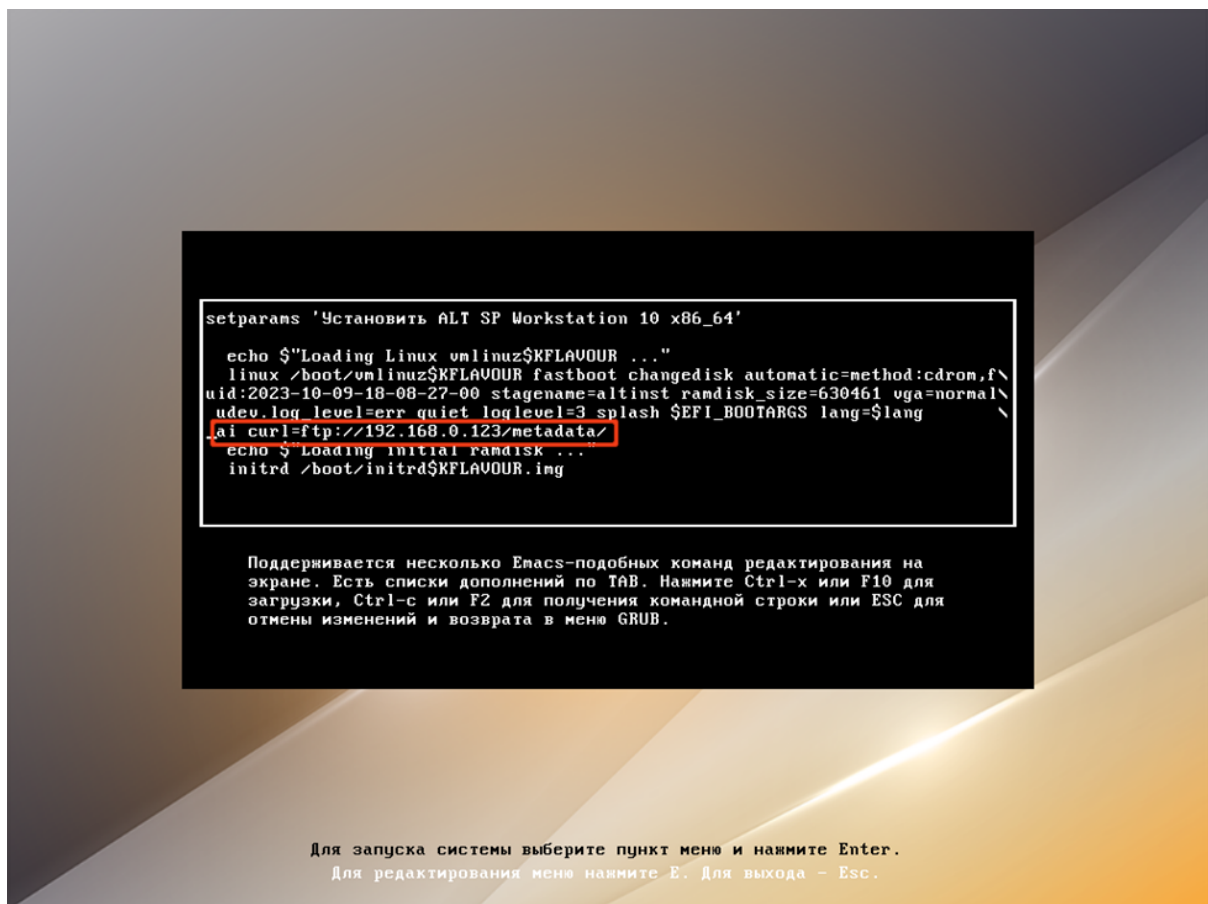 setparams 'Установить ALT SP Workstation 10 x86_64'
echo $"Loading Linux vmlinuz$KFLAVOUR ..."
linux /boot/vmlinuz$KFLAVOUR fastboot changedisk automatic=method:cdrom,f\
uid:2023-10-09-18-08-27-00 stagename=altinst ramdisk_size=630461 vga=normal\
udev.log_level=err quiet loglevel=3 splash $EFI_BOOTARGS lang=$lang \
_ai curl=ftp://192.168.0.123/metadata/
echo $"Loading initial ramdisk ..."
initrd /boot/initrd$KFLAVOUR.img
Поддерживается несколько Emacs-подобных команд редактирования на
экране. Есть списки дополнений по TAB. Нажмите Ctrl-x или F10 для
загрузки, Ctrl-c или F2 для получения командной строки или ESC для
отмены изменений и возврата в меню GRUB.
Для запуска системы выберите пункт меню и нажмите Enter.
Для редактирования меню нажмите E. Для выхода - Esc.